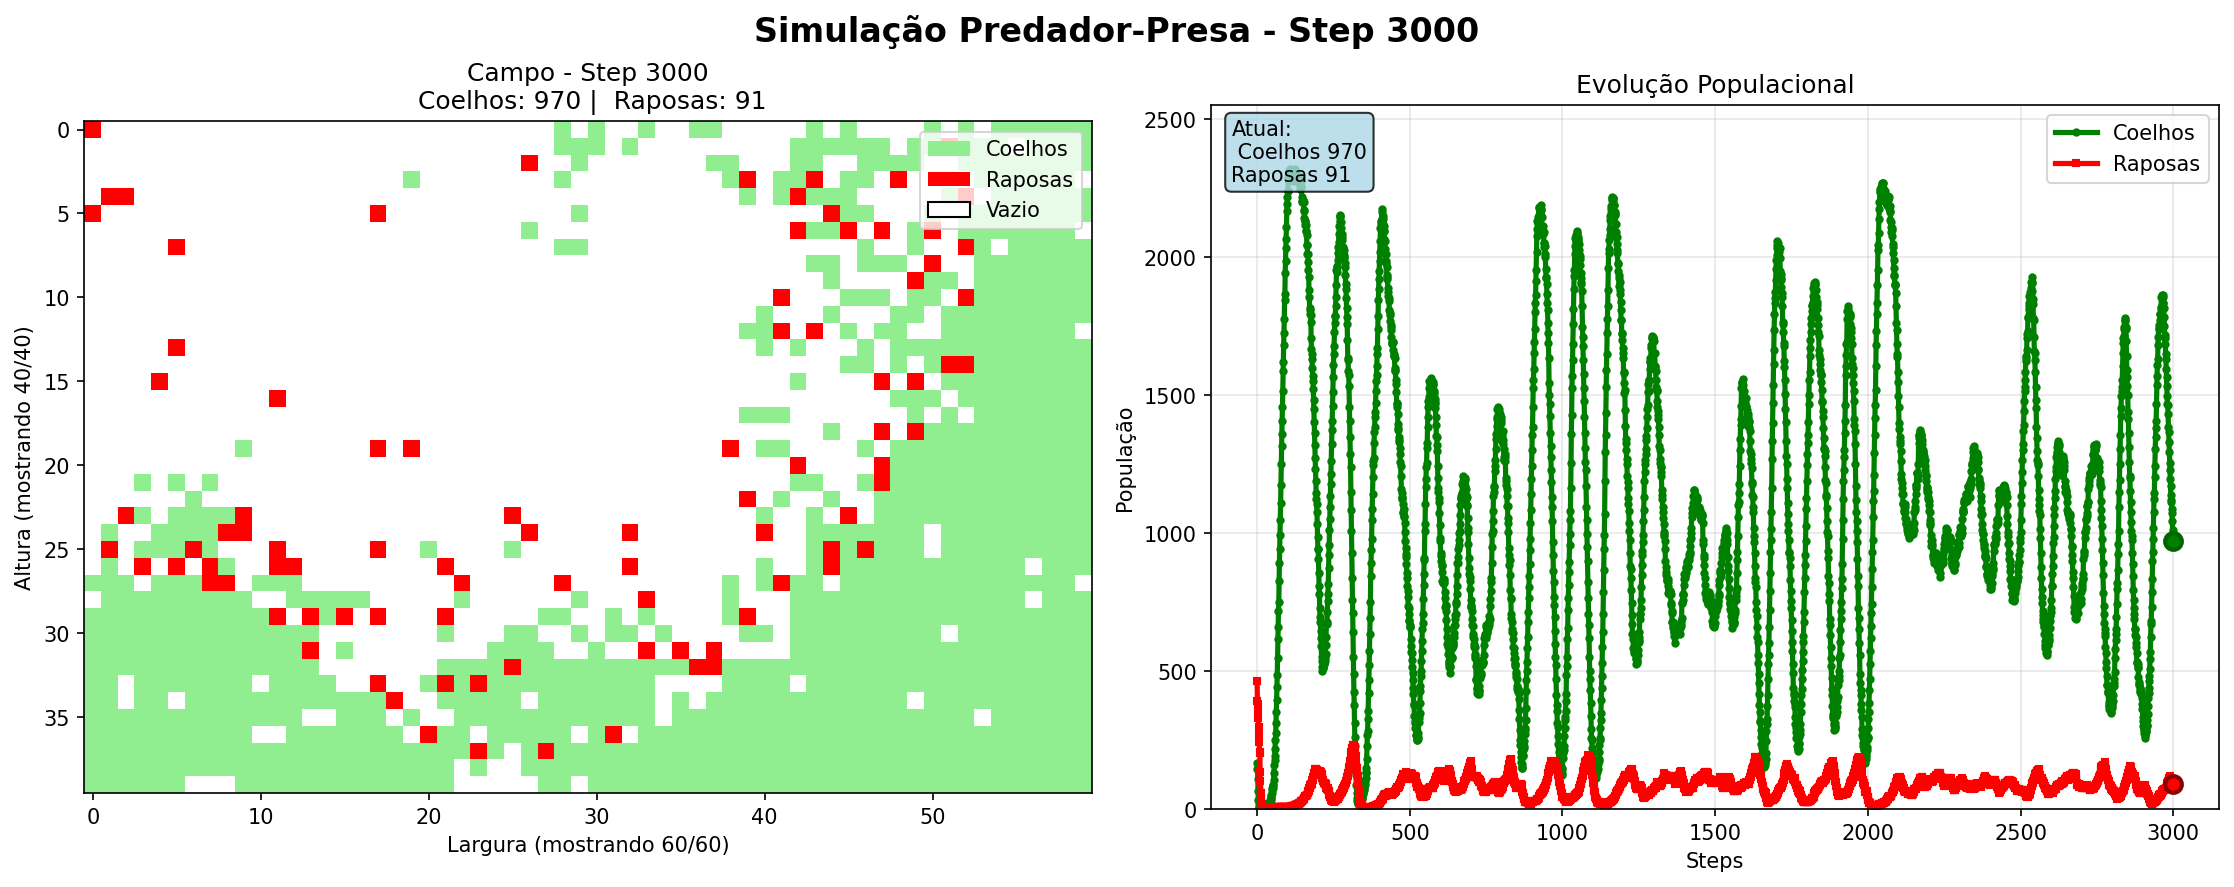 Simulação Predador-Presa - Step 3000
Campo - Step 3000
Coelhos: 970 | Raposas: 91
Coelhos
Raposas
Vazio
0
5
10
15
20
25
30
35
Altura (mostrando 40/40)
0
10
20
30
40
50
Largura (mostrando 60/60)
Evolução Populacional
Atual:
Coelhos 970
Raposas 91
Coelhos
Raposas
2500
2000
1500
1000
500
0
População
0
500
1000
1500
2000
2500
3000
Steps